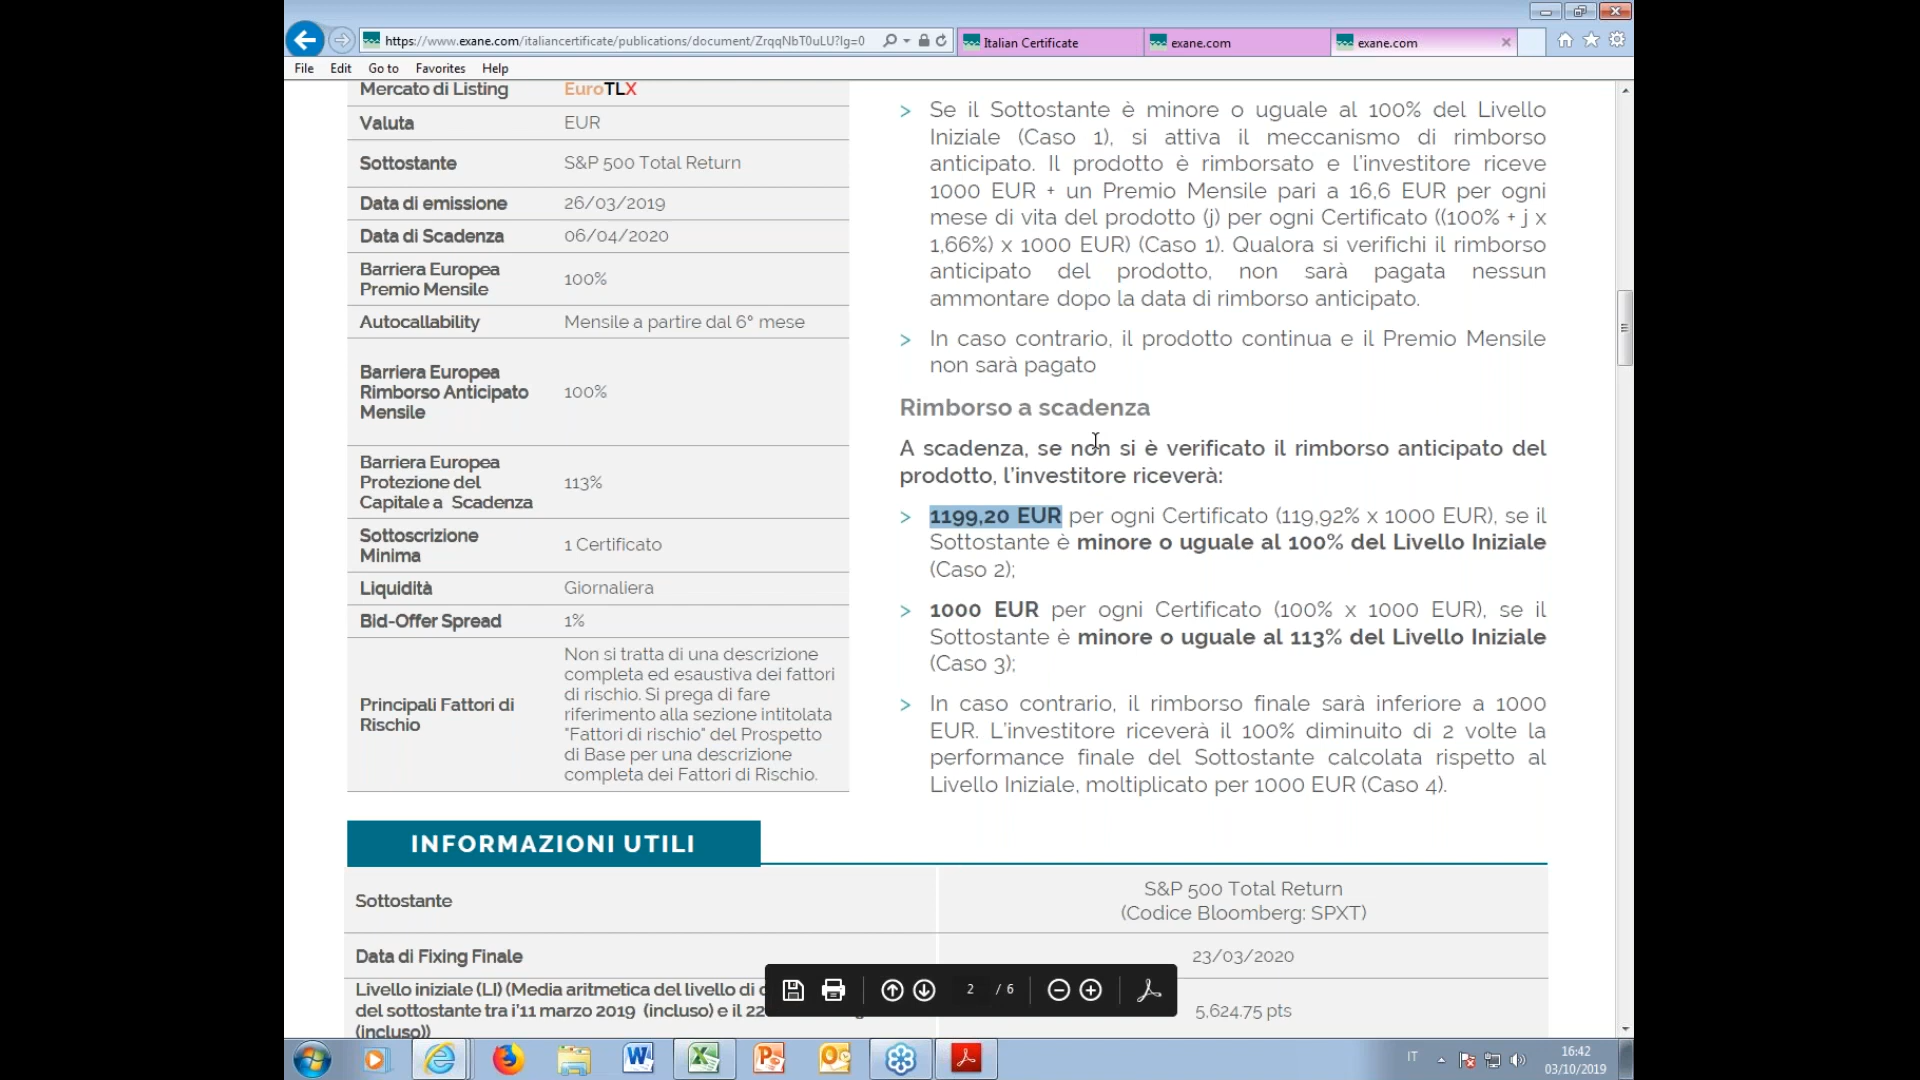 https://www.exane.com/italiancertificate/publications/document/ZrqqNbT0uLU?lg=0
Italian Certificate
exane.com
exane.com
File Edit Go to Favorites Help
Mercato di Listing EuroTLX
Valuta EUR
Sottostante S&P 500 Total Return
Data di emissione 26/03/2019
Data di Scadenza 06/04/2020
Barriera Europea
Premio Mensile
100%
Autocallability Mensile a partire dal 6° mese
Barriera Europea
Rimborso Anticipato
Mensile
100%
Barriera Europea
Protezione del
Capitale a Scadenza
113%
Sottoscrizione
Minima
1 Certificato
Liquidità Giornaliera
Bid-Offer Spread 1%
Principali Fattori di
Rischio
Non si tratta di una descrizione
completa ed esaustiva dei fattori
di rischio. Si prega di fare
riferimento alla sezione intitolata
"Fattori di rischio" del Prospetto
di Base per una descrizione
completa dei Fattori di Rischio.
> Se il Sottostante è minore o uguale al 100% del Livello
Iniziale (Caso 1), si attiva il meccanismo di rimborso
anticipato. Il prodotto è rimborsato e l'investitore riceve
1000 EUR + un Premio Mensile pari a 16,6 EUR per ogni
mese di vita del prodotto (j) per ogni Certificato ((100% + j x
1,66%) x 1000 EUR) (Caso 1). Qualora si verifichi il rimborso
anticipato del prodotto, non sarà pagata nessun
ammontare dopo la data di rimborso anticipato.
> In caso contrario, il prodotto continua e il Premio Mensile
non sarà pagato
Rimborso a scadenza
A scadenza, se non si è verificato il rimborso anticipato del
prodotto, l'investitore riceverà:
> 1199,20 EUR per ogni Certificato (119,92% x 1000 EUR), se il
Sottostante è minore o uguale al 100% del Livello Iniziale
(Caso 2);
> 1000 EUR per ogni Certificato (100% x 1000 EUR), se il
Sottostante è minore o uguale al 113% del Livello Iniziale
(Caso 3);
> In caso contrario, il rimborso finale sarà inferiore a 1000
EUR. L'investitore riceverà il 100% diminuito di 2 volte la
performance finale del Sottostante calcolata rispetto al
Livello Iniziale, moltiplicato per 1000 EUR (Caso 4).
INFORMAZIONI UTILI
Sottostante
S&P 500 Total Return
(Codice Bloomberg: SPXT)
Data di Fixing Finale 23/03/2020
Livello iniziale (LI) (Media aritmetica del livello di
del sottostante tra i'11 marzo 2019 (incluso) e il 22
(incluso))
5,624.75 pts
2 / 6
IT
16:42
03/10/2019